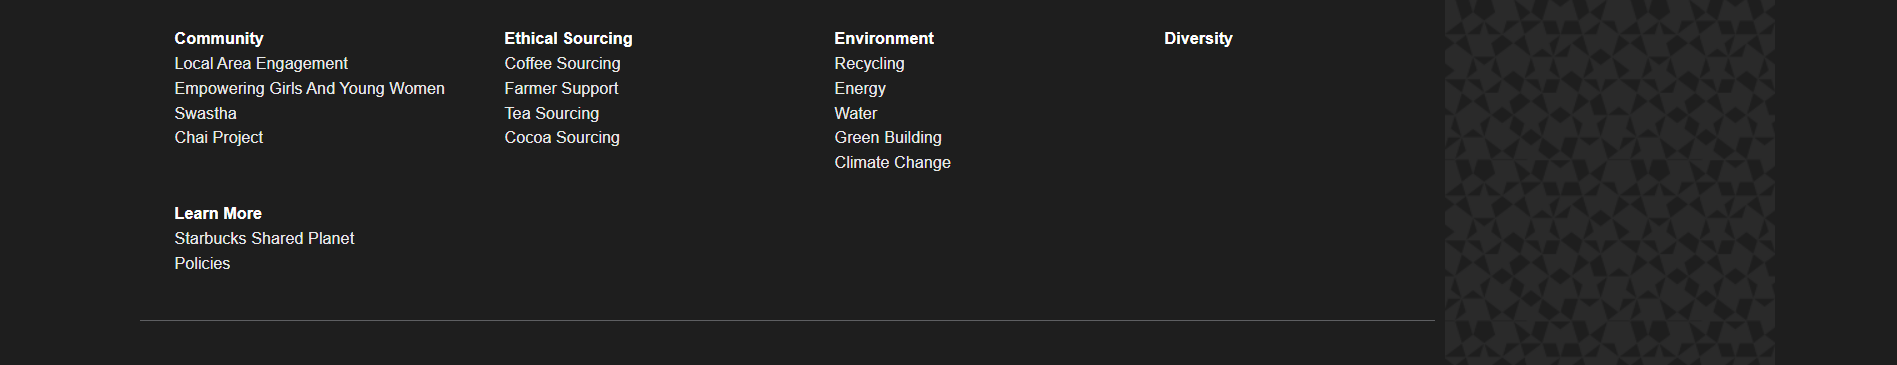 Community
Local Area Engagement
Empowering Girls And Young Women
Swastha
Chai Project
Ethical Sourcing
Coffee Sourcing
Farmer Support
Tea Sourcing
Cocoa Sourcing
Environment
Recycling
Energy
Water
Green Building
Climate Change
Diversity
Learn More
Starbucks Shared Planet
Policies